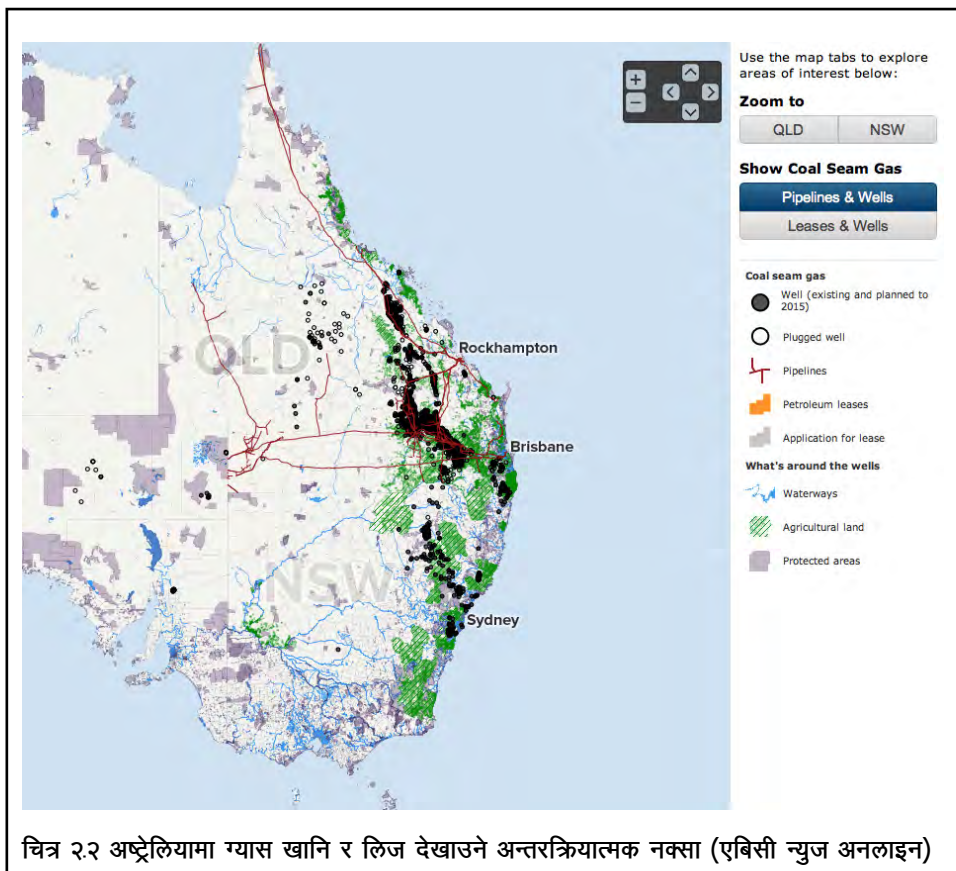 Use the map tabs to explore
areas of interest below:
Zoom to
QLD NSW
Show Coal Seam Gas
Pipelines & Wells
Leases & Wells
Coal seam gas
Well (existing and planned to
2015)
Plugged well
Pipelines
Petroleum leases
Application for lease
What's around the wells
Waterways
Agricultural land
Protected areas
QLD
Rockhampton
Brisbane
NSW
Sydney
चित्र २.२ अष्ट्रेलियामा ग्यास खानि र लिज देखाउने अन्तरक्रियात्मक नक्सा (एबिसी न्युज अनलाइन)